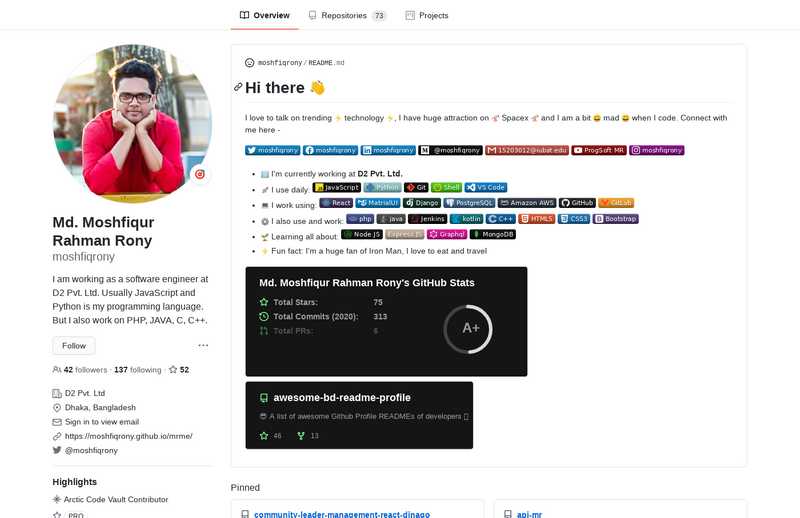 Overview
Repositories 73
Projects
moshfiqrony / README.md
Hi there 👋
I love to talk on trending ⚡ technology ⚡, I have huge attraction on 🚀 Spacex 🚀 and I am a bit 😄 mad 😄 when I code. Connect with
me here -
moshfiqrony moshfiqrony moshfiqrony @moshfiqrony 15203012@iubat.edu ProgSoft MR moshfiqrony
I'm currently working at D2 Pvt. Ltd.
I use daily: JavaScript Python Git Shell VS Code
I work using: React MatrialUI Django PostgreSQL Amazon AWS GitHub GitLab
I also use and work: php Java Jenkins kotlin C++ HTML5 CSS3 Bootstrap
Learning all about: Node JS Express JS Graphql MongoDB
⚡ Fun fact: I'm a huge fan of Iron Man, I love to eat and travel
Md. Moshfiqur Rahman Rony's GitHub Stats
Total Stars: 75
Total Commits (2020): 313
Total PRs: 6
A+
awesome-bd-readme-profile
😎 A list of awesome Github Profile READMEs of developers
46 13
Pinned
community-leader-management-react-djnago
api-mr
Md. Moshfiqur
Rahman Rony
moshfiqrony
I am working as a software engineer at
D2 Pvt. Ltd. Usually JavaScript and
Python is my programming language.
But I also work on PHP, JAVA, C, C++.
Follow
42 followers · 137 following · 52
D2 Pvt. Ltd
Dhaka, Bangladesh
Sign in to view email
https://moshfiqrony.github.io/mrme/
@moshfiqrony
Highlights
Arctic Code Vault Contributor
PRO